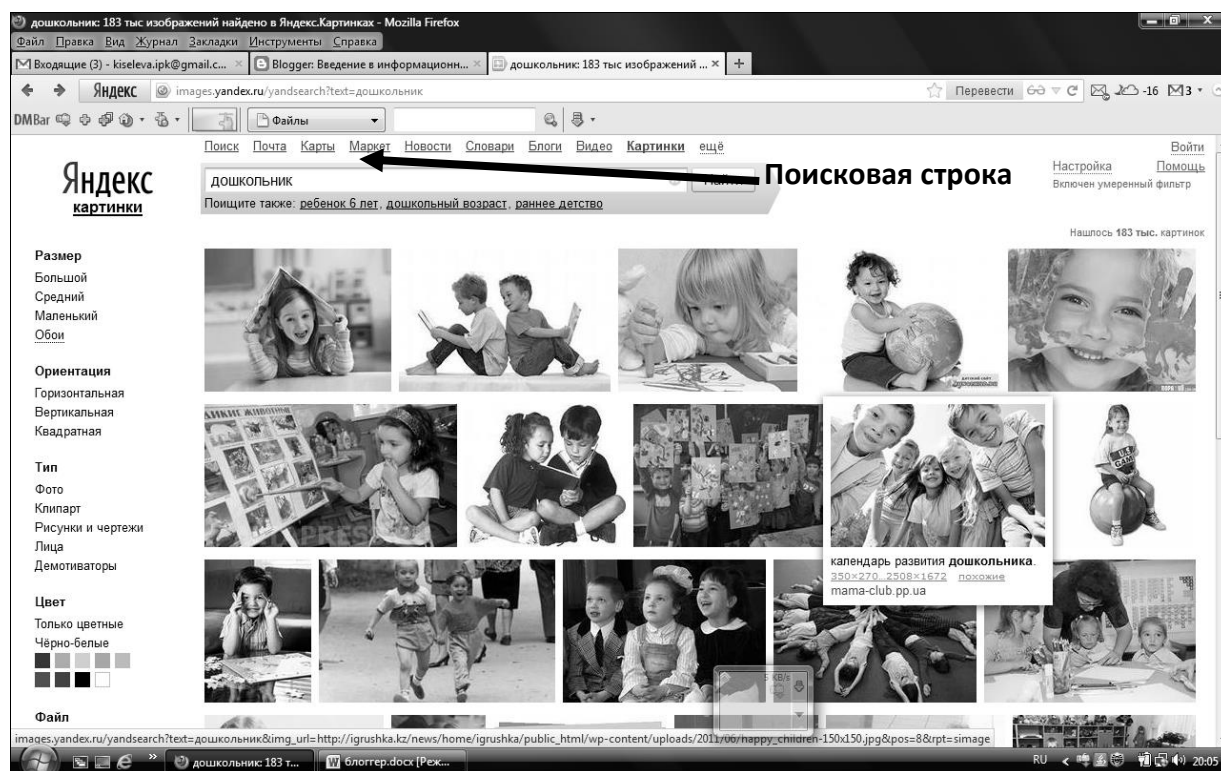 дошкольник: 183 тыс изображений найдено в Яндекс.Картинках - Mozilla Firefox
Файл Правка Вид Журнал Закладки Инструменты Справка
Входящие (3) - kiseleva.ipk@gmail.c... × Blogger: Введение в информационн... × дошкольник: 183 тыс изображений ... × +
Яндекс images.yandex.ru/yandsearch?text=дошкольник Перевести -16 3
DMBar Файлы
Поиск Почта Карты Маркет Новости Словари Блоги Видео Картинки ещё Войти
Поисковая строка
Настройка Помощь
Включен умеренный фильтр
Яндекс
картинки
дошкольник
Поищите также: ребенок 6 лет, дошкольный возраст, раннее детство
Нашлось 183 тыс. картинок
Размер
Большой
Средний
Маленький
Обои
Ориентация
Горизонтальная
Вертикальная
Квадратная
Тип
Фото
Клипарт
Рисунки и чертежи
Лица
Демотиваторы
Цвет
Только цветные
Чёрно-белые
Файл
календарь развития дошкольника.
350×270..2508×1672 похожие
mama-club.pp.ua
5 KB/s
images.yandex.ru/yandsearch?text=дошкольник&img_url=http://igrushka.kz/news/home/igrushka/public_html/wp-content/uploads/2011/06/happy_children-150x150.jpg&pos=8&rpt=simage
дошкольник: 183 т... блоггер.docx [Реж... RU 20:05